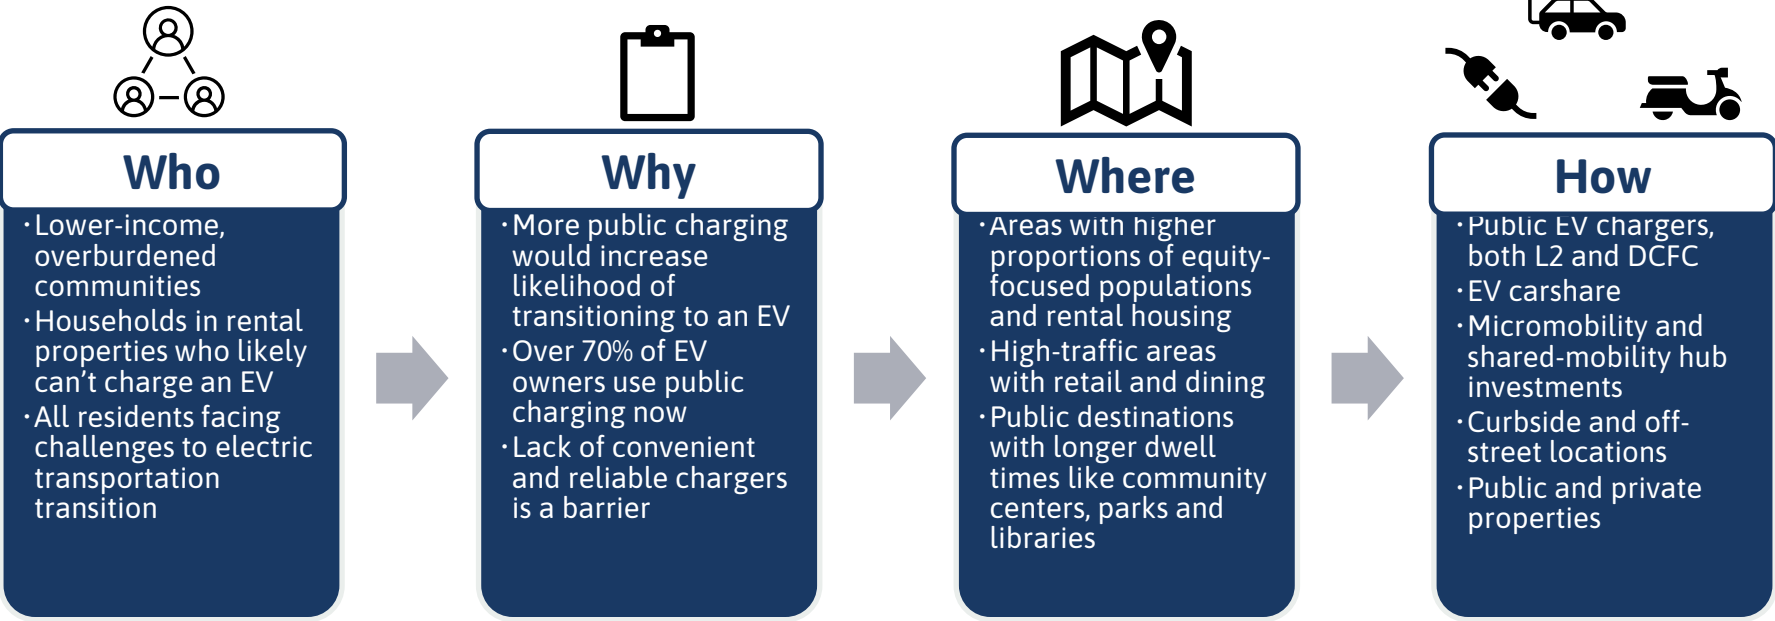 Who
· Lower-income,
overburdened
communities
· Households in rental
properties who likely
can't charge an EV
· All residents facing
challenges to electric
transportation
transition
Why
· More public charging
would increase
likelihood of
transitioning to an EV
· Over 70% of EV
owners use public
charging now
· Lack of convenient
and reliable chargers
is a barrier
Where
· Areas with higher
proportions of equity-
focused populations
and rental housing
· High-traffic areas
with retail and dining
· Public destinations
with longer dwell
times like community
centers, parks and
libraries
How
· Public EV chargers,
both L2 and DCFC
· EV carshare
· Micromobility and
shared-mobility hub
investments
· Curbside and off-
street locations
· Public and private
properties